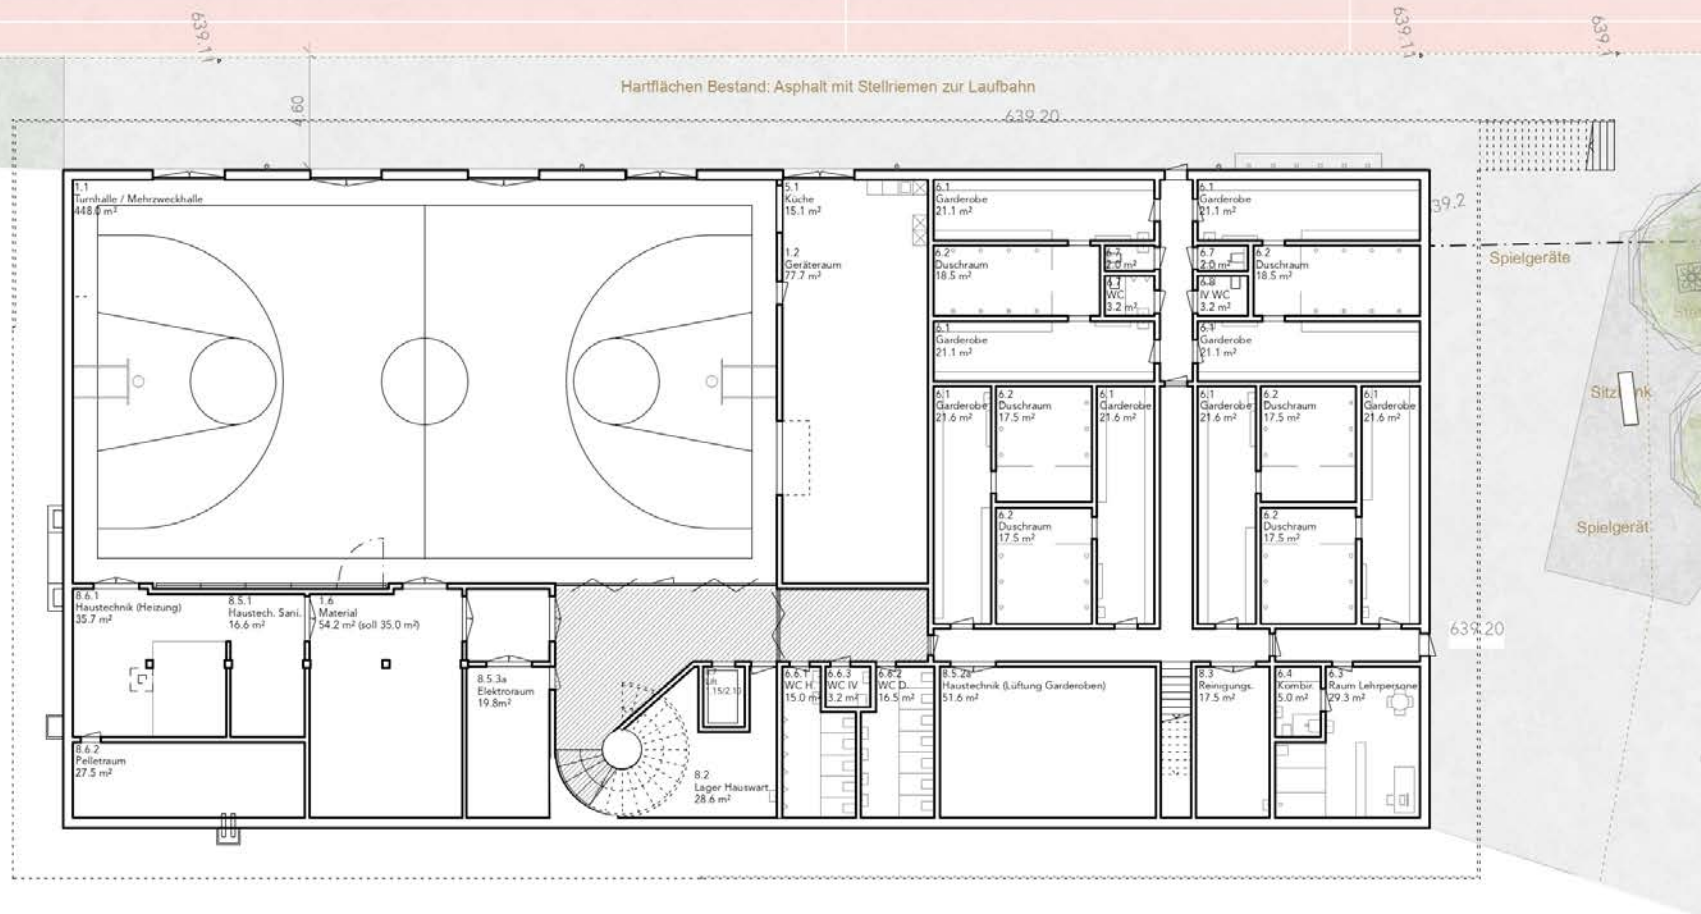 639.11
639.11
4.60
Hartflächen Bestand: Asphalt mit Stellriemen zur Laufbahn
639.20
1.1
Turnhalle / Mehrzweckhalle
448.0 m²
5.1
Küche
15.1 m²
6.1
Garderobe
21.1 m²
6.1
Garderobe
21.1 m²
39.2
1.2
Geräteraum
77.7 m²
6.2
Duschraum
18.5 m²
6.7
2.0 m²
6.7
2.0 m²
6.2
Duschraum
18.5 m²
Spielgeräte
WC
3.2 m²
6.8
IV WC
3.2 m²
6.1
Garderobe
21.1 m²
6.1
Garderobe
21.1 m²
6.1
Garderobe
21.6 m²
6.2
Duschraum
17.5 m²
6.1
Garderobe
21.6 m²
6.1
Garderobe
21.6 m²
6.2
Duschraum
17.5 m²
6.1
Garderobe
21.6 m²
6.2
Duschraum
17.5 m²
6.2
Duschraum
17.5 m²
Spielgerät
8.6.1
Haustechnik (Heizung)
35.7 m²
8.5.1
Haustech. Sani.
16.6 m²
1.6
Material
54.2 m² (soll 35.0 m²)
639.20
8.5.3a
Elektroraum
19.8m²
Lift
6.6.1
WC H.
15.0 m²
6.6.3
WC IV
3.2 m²
6.6.2
WC D.
16.5 m²
8.5.2a
Haustechnik (Lüftung Garderoben)
51.6 m²
8.3
Reinigungs.
17.5 m²
6.4
Kombir.
5.0 m²
6.3
Raum Lehrpersone
29.3 m²
8.6.2
Pelletraum
27.5 m²
8.2
Lager Hauswart
28.6 m²